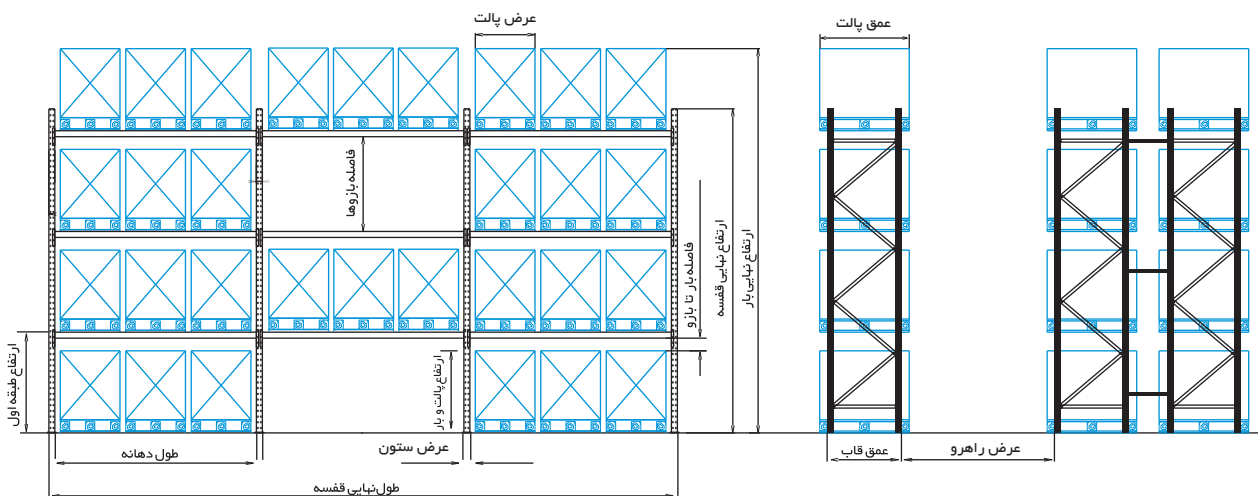 عرض پالت
عمق پالت
فاصله بازوها
فاصله بار تا بازو
ارتفاع نهایی قفسه
ارتفاع نهایی بار
ارتفاع طبقه اول
ارتفاع پالت و بار
طول دهانه
عرض ستون
عمق قاب
عرض راهرو
طول نهایی قفسه